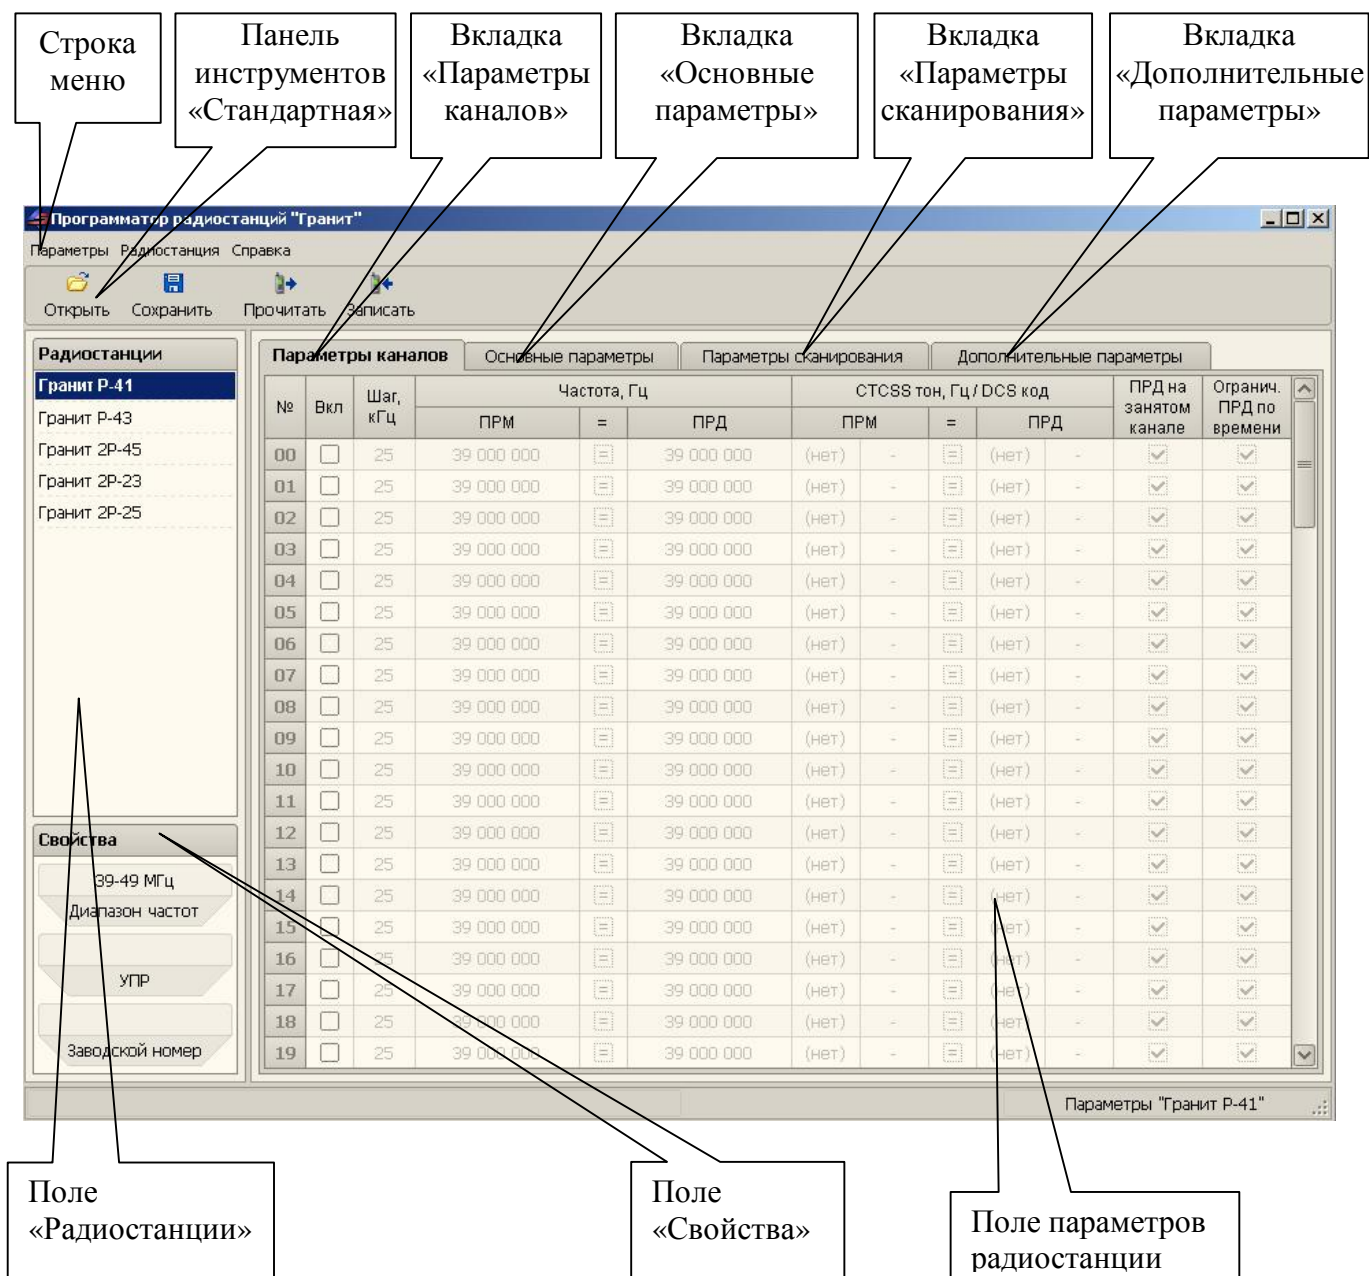 Строка
меню
Панель
инструментов
«Стандартная»
Вкладка
«Параметры
каналов»
Вкладка
«Основные
параметры»
Вкладка
«Параметры
сканирования»
Вкладка
«Дополнительные
параметры»
Программатор радиостанций "Гранит"
Параметры Радиостанция Справка
Открыть Сохранить Прочитать Записать
Радиостанции
Гранит Р-41
Гранит Р-43
Гранит 2Р-45
Гранит 2Р-23
Гранит 2Р-25
Свойства
39-49 МГц
Диапазон частот
УПР
Заводской номер
Параметры каналов Основные параметры Параметры сканирования Дополнительные параметры
№ Вкл Шаг, кГц Частота, Гц CTCSS тон, Гц / DCS код ПРД на занятом канале Огранич. ПРД по времени
ПРМ = ПРД ПРМ = ПРД
00 25 39 000 000 = 39 000 000 (нет) - = (нет) -
01 25 39 000 000 = 39 000 000 (нет) - = (нет) -
02 25 39 000 000 = 39 000 000 (нет) - = (нет) -
03 25 39 000 000 = 39 000 000 (нет) - = (нет) -
04 25 39 000 000 = 39 000 000 (нет) - = (нет) -
05 25 39 000 000 = 39 000 000 (нет) - = (нет) -
06 25 39 000 000 = 39 000 000 (нет) - = (нет) -
07 25 39 000 000 = 39 000 000 (нет) - = (нет) -
08 25 39 000 000 = 39 000 000 (нет) - = (нет) -
09 25 39 000 000 = 39 000 000 (нет) - = (нет) -
10 25 39 000 000 = 39 000 000 (нет) - = (нет) -
11 25 39 000 000 = 39 000 000 (нет) - = (нет) -
12 25 39 000 000 = 39 000 000 (нет) - = (нет) -
13 25 39 000 000 = 39 000 000 (нет) - = (нет) -
14 25 39 000 000 = 39 000 000 (нет) - = (нет) -
15 25 39 000 000 = 39 000 000 (нет) - = (нет) -
16 25 39 000 000 = 39 000 000 (нет) - = (нет) -
17 25 39 000 000 = 39 000 000 (нет) - = (нет) -
18 25 39 000 000 = 39 000 000 (нет) - = (нет) -
19 25 39 000 000 = 39 000 000 (нет) - = (нет) -
Параметры "Гранит Р-41"
Поле
«Радиостанции»
Поле
«Свойства»
Поле параметров
радиостанции